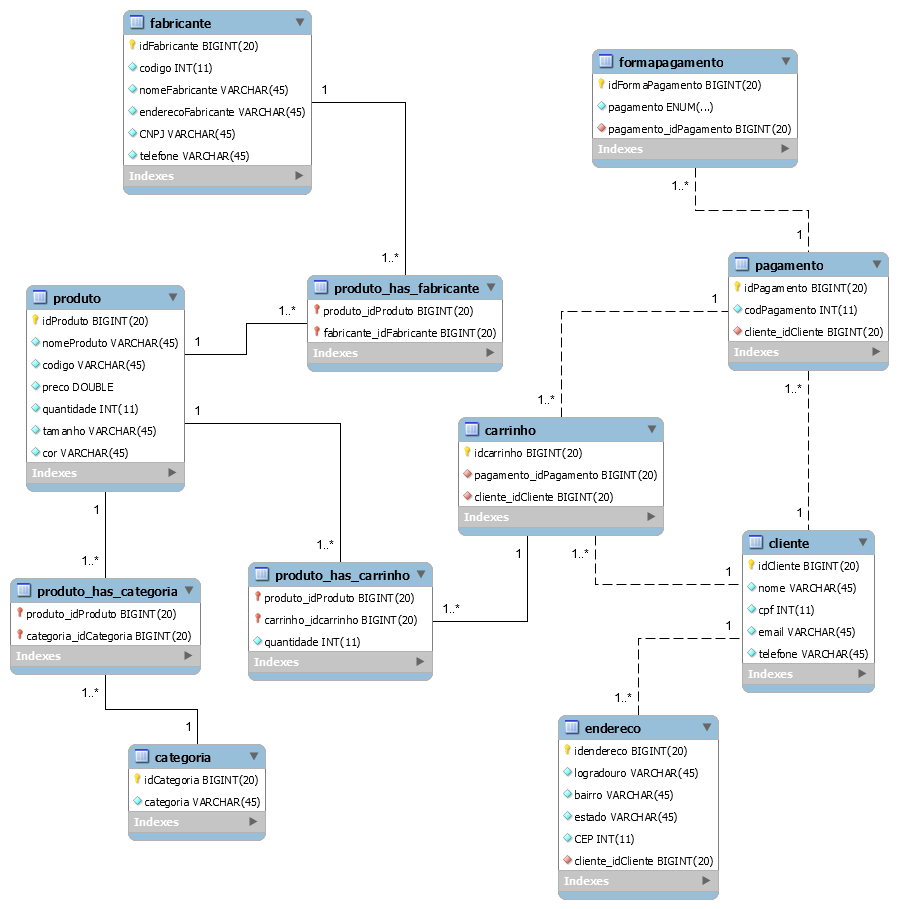 fabricante
idFabricante BIGINT(20)
codigo INT(11)
nomeFabricante VARCHAR(45)
enderecoFabricante VARCHAR(45)
CNPJ VARCHAR(45)
telefone VARCHAR(45)
Indexes
1
1..*
formapagamento
idFormaPagamento BIGINT(20)
pagamento ENUM(...)
pagamento_idPagamento BIGINT(20)
Indexes
1..*
1
pagamento
idPagamento BIGINT(20)
codPagamento INT(11)
cliente_idCliente BIGINT(20)
Indexes
1
1..*
1..*
1
produto_has_fabricante
produto_idProduto BIGINT(20)
fabricante_idFabricante BIGINT(20)
Indexes
1..*
1
produto
idProduto BIGINT(20)
nomeProduto VARCHAR(45)
codigo VARCHAR(45)
preco DOUBLE
quantidade INT(11)
tamanho VARCHAR(45)
cor VARCHAR(45)
Indexes
1
1..*
1
1..*
carrinho
idcarrinho BIGINT(20)
pagamento_idPagamento BIGINT(20)
cliente_idCliente BIGINT(20)
Indexes
1
1..*
1..*
1
cliente
idCliente BIGINT(20)
nome VARCHAR(45)
cpf INT(11)
email VARCHAR(45)
telefone VARCHAR(45)
Indexes
1
1..*
produto_has_carrinho
produto_idProduto BIGINT(20)
carrinho_idcarrinho BIGINT(20)
quantidade INT(11)
Indexes
produto_has_categoria
produto_idProduto BIGINT(20)
categoria_idCategoria BIGINT(20)
Indexes
1..*
1
categoria
idCategoria BIGINT(20)
categoria VARCHAR(45)
Indexes
endereco
idendereco BIGINT(20)
logradouro VARCHAR(45)
bairro VARCHAR(45)
estado VARCHAR(45)
CEP INT(11)
cliente_idCliente BIGINT(20)
Indexes